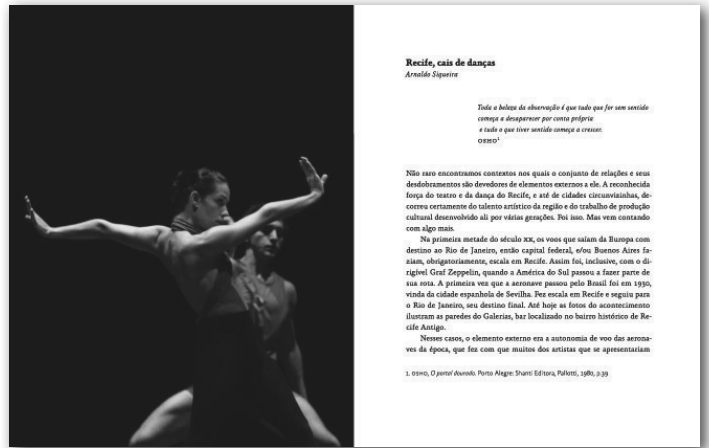 Recife, cais de danças
Arnaldo Siqueira
Toda a beleza da observação é que tudo que for sem sentido
começa a desaparecer por conta própria
e tudo o que tiver sentido começa a crescer.
OSHO¹
Não raro encontramos contextos nos quais o conjunto de relações e seus
desdobramentos são devedores de elementos externos a ele. A reconhecida
força do teatro e da dança do Recife, e até de cidades circunvizinhas, de-
correu certamente do talento artístico da região e do trabalho de produção
cultural desenvolvido ali por várias gerações. Foi isso. Mas vem contando
com algo mais.
Na primeira metade do século XX, os voos que saíam da Europa com
destino ao Rio de Janeiro, então capital federal, e/ou Buenos Aires fa-
ziam, obrigatoriamente, escala em Recife. Assim foi, inclusive, com o di-
rigível Graf Zeppelin, quando a América do Sul passou a fazer parte de
sua rota. A primeira vez que a aeronave passou pelo Brasil foi em 1930,
vinda da cidade espanhola de Sevilha. Fez escala em Recife e seguiu para
o Rio de Janeiro, seu destino final. Até hoje as fotos do acontecimento
ilustram as paredes do Galerias, bar localizado no bairro histórico de Re-
cife Antigo.
Nesses casos, o elemento externo era a autonomia de voo das aerona-
ves da época, que fez com que muitos dos artistas que se apresentariam
1. OSHO, O portal dourado. Porto Alegre: Shanti Editora, Pallotti, 1980, p.39